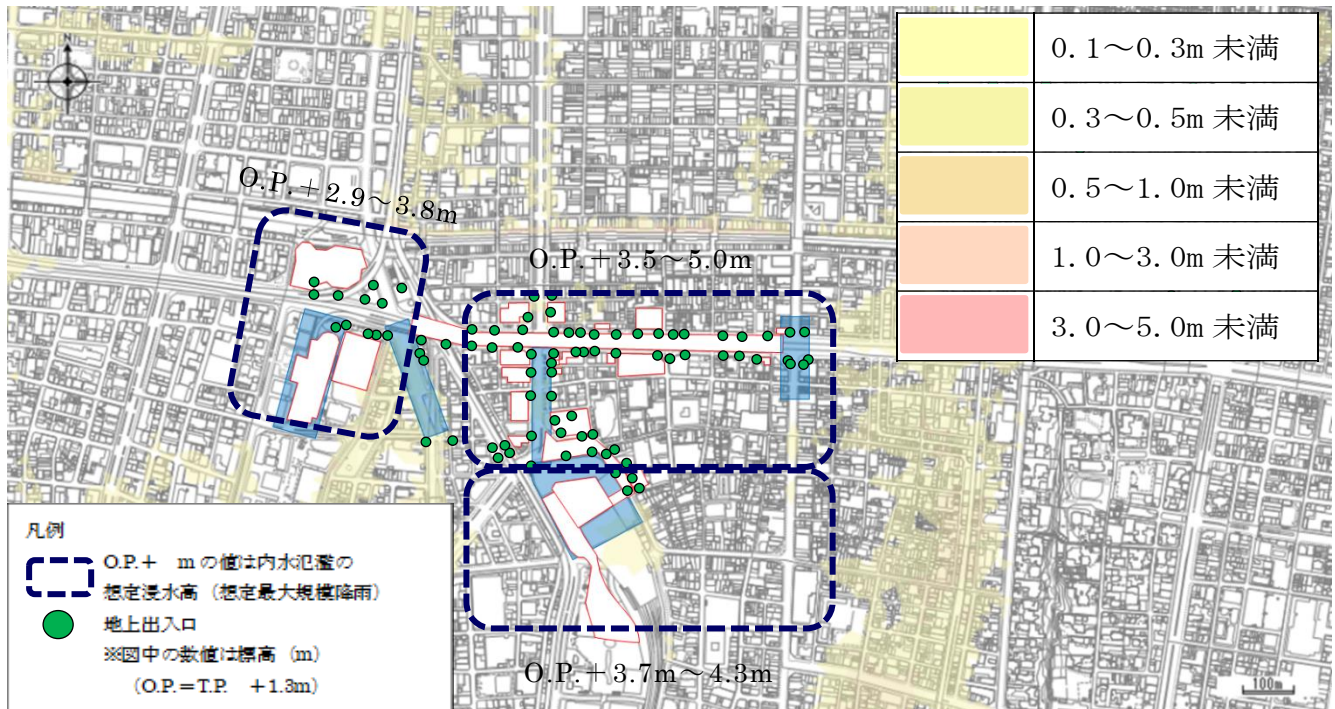 N
0.1～0.3m 未満
0.3～0.5m 未満
0.5～1.0m 未満
1.0～3.0m 未満
3.0～5.0m 未満
O.P.＋2.9～3.8m
O.P.＋3.5～5.0m
O.P.＋3.7m～4.3m
凡例
O.P.＋　m の値は内水氾濫の
想定浸水高（想定最大規模降雨）
地上出入口
※図中の数値は標高（m）
（O.P.＝T.P.　＋1.3m）
100m